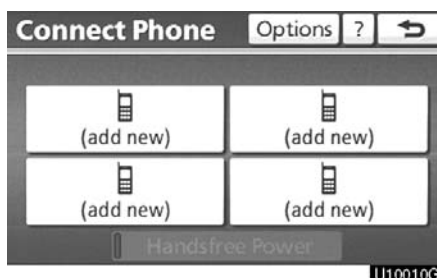 Connect Phone Options ?
(add new) (add new)
(add new) (add new)
Handsfree Power
U10010G